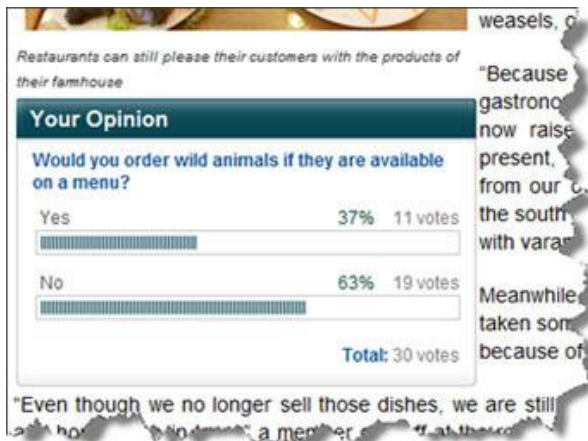 Restaurants can still please their customers with the products of
their famhouse
Your Opinion
Would you order wild animals if they are available
on a menu?
Yes 37% 11 votes
No 63% 19 votes
Total: 30 votes
weasels,
"Because
gastrono
now raise
present,
from our
the south
with varan
Meanwhile
taken som
because of
"Even though we no longer sell those dishes, we are still
a member